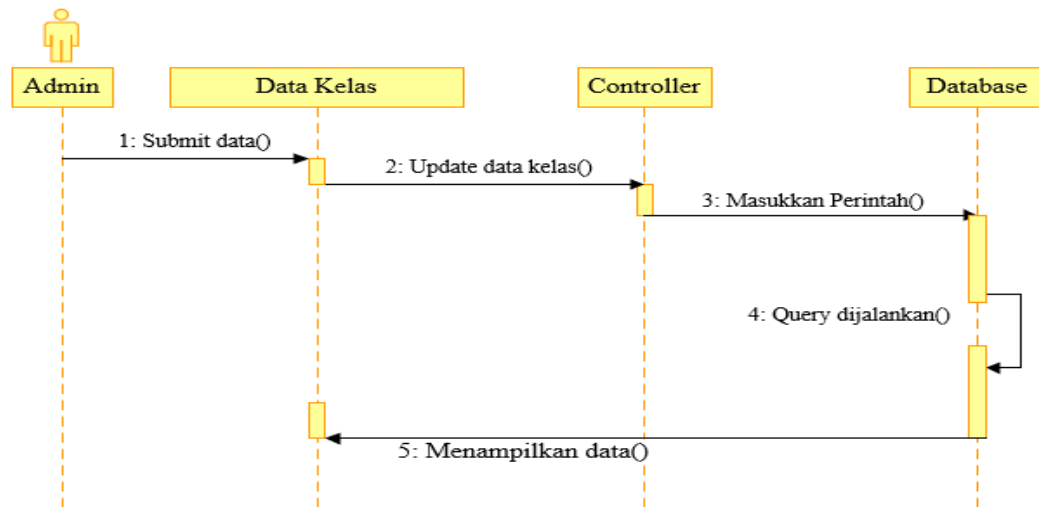 Admin
Data Kelas
Controller
Database
1: Submit data()
2: Update data kelas()
3: Masukkan Perintah()
4: Query dijalankan()
5: Menampilkan data()